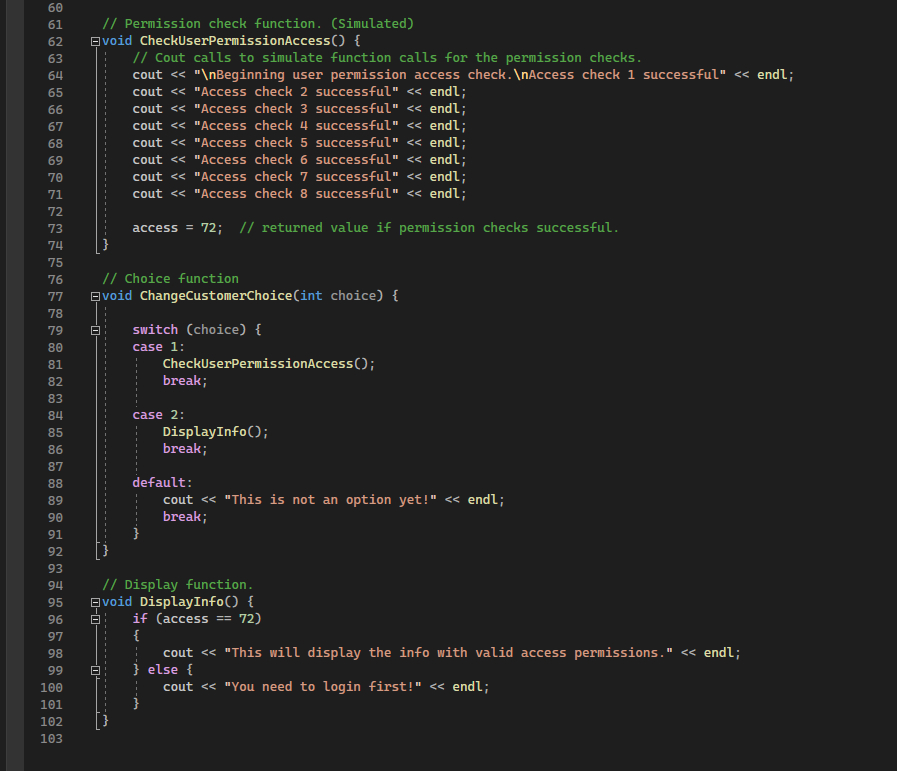 60
61 // Permission check function. (Simulated)
62 void CheckUserPermissionAccess() {
63 // Cout calls to simulate function calls for the permission checks.
64 cout << "\nBeginning user permission access check.\nAccess check 1 successful" << endl;
65 cout << "Access check 2 successful" << endl;
66 cout << "Access check 3 successful" << endl;
67 cout << "Access check 4 successful" << endl;
68 cout << "Access check 5 successful" << endl;
69 cout << "Access check 6 successful" << endl;
70 cout << "Access check 7 successful" << endl;
71 cout << "Access check 8 successful" << endl;
72
73 access = 72; // returned value if permission checks successful.
74 }
75
76 // Choice function
77 void ChangeCustomerChoice(int choice) {
78
79 switch (choice) {
80 case 1:
81 CheckUserPermissionAccess();
82 break;
83
84 case 2:
85 DisplayInfo();
86 break;
87
88 default:
89 cout << "This is not an option yet!" << endl;
90 break;
91 }
92 }
93
94 // Display function.
95 void DisplayInfo() {
96 if (access == 72)
97 {
98 cout << "This will display the info with valid access permissions." << endl;
99 } else {
100 cout << "You need to login first!" << endl;
101 }
102 }
103